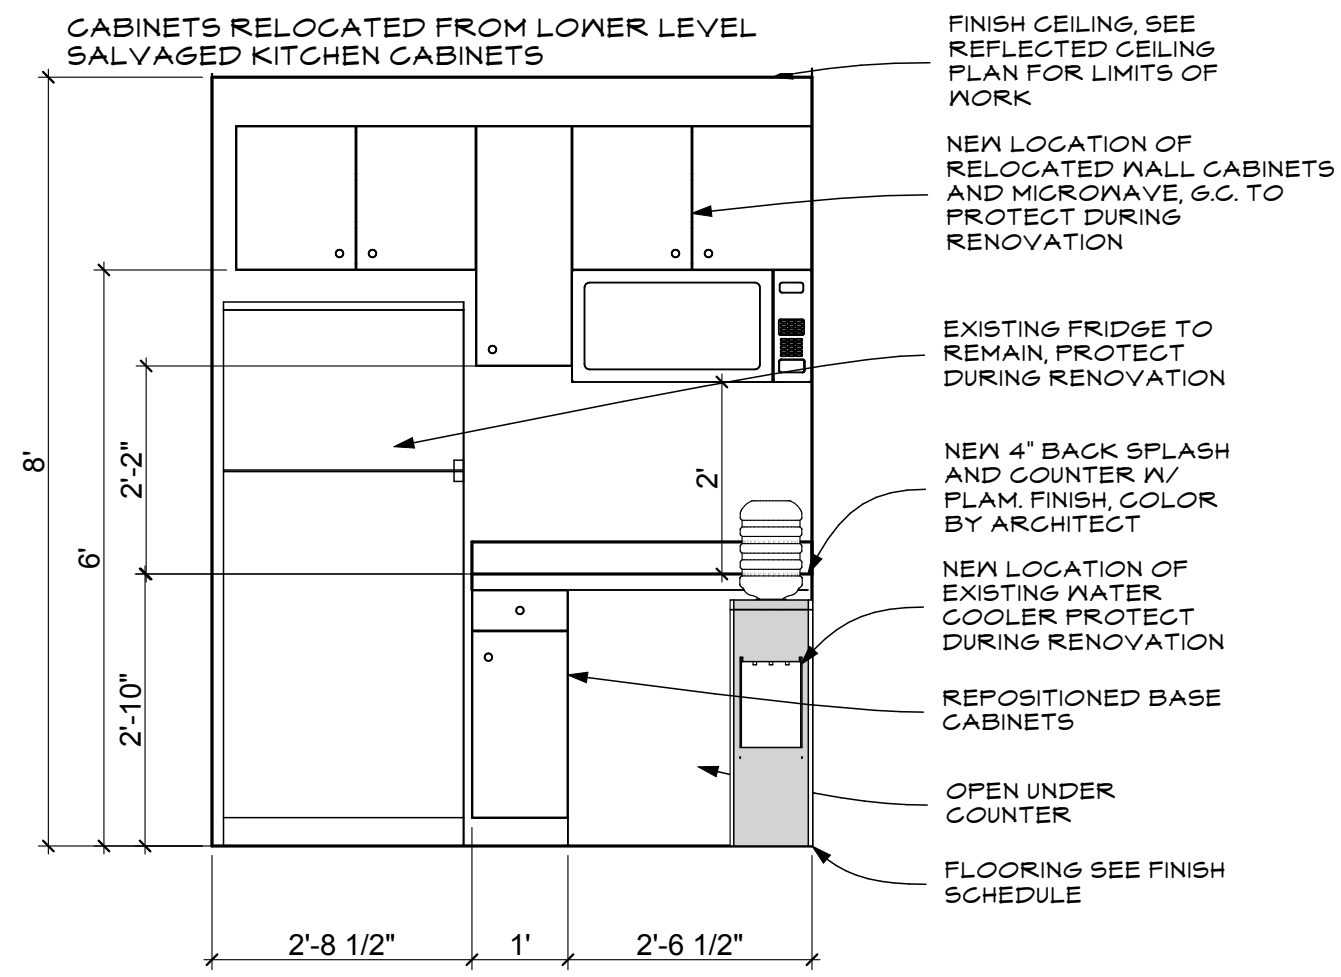 CABINETS RELOCATED FROM LOWER LEVEL
SALVAGED KITCHEN CABINETS
FINISH CEILING, SEE
REFLECTED CEILING
PLAN FOR LIMITS OF
WORK
NEW LOCATION OF
RELOCATED WALL CABINETS
AND MICROWAVE, G.C. TO
PROTECT DURING
RENOVATION
EXISTING FRIDGE TO
REMAIN, PROTECT
DURING RENOVATION
NEW 4" BACK SPLASH
AND COUNTER W/
PLAM. FINISH, COLOR
BY ARCHITECT
NEW LOCATION OF
EXISTING WATER
COOLER PROTECT
DURING RENOVATION
REPOSITIONED BASE
CABINETS
OPEN UNDER
COUNTER
FLOORING SEE FINISH
SCHEDULE
8'
6'
2'-2"
2'-10"
2'
2'-8 1/2"
1'
2'-6 1/2"